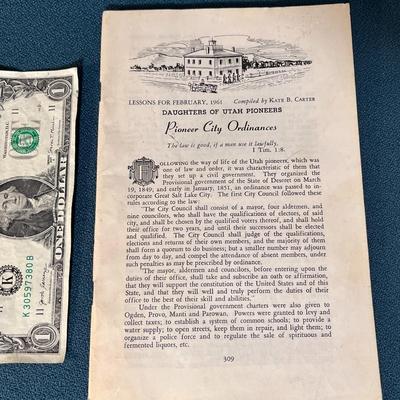 LESSONS FOR FEBRUARY, 1961 Compiled by KATE B. CARTER
DAUGHTERS OF UTAH PIONEERS
Pioneer City Ordinances
The law is good, if a man use it lawfully.
I Tim. 1:8.
FOLLOWING the way of life of the Utah pioneers, which was
one of law and order, it was characteristic of them that
they set up a civil government. They organized the
Provisional government of the State of Deseret on March
19, 1849, and early in January, 1851, an ordinance was passed to in-
corporate Great Salt Lake City. The first City Council followed these
rules according to the law:
"The City Council shall consist of a mayor, four aldermen, and
nine councilors, who shall have the qualifications of electors, of said
city, and shall be chosen by the qualified voters thereof, and shall hold
their office for two years, and until their successors shall be elected
and qualified. The City Council shall judge of the qualifications,
elections and returns of their own members, and the majority of them
shall form a quorum to do business; but a smaller number may adjourn
from day to day, and compel the attendance of absent members, under
such penalties as may be prescribed by ordinance.
"The mayor, aldermen and councilors, before entering upon the
duties of their office, shall take and subscribe an oath or affirmation,
that they will support the constitution of the United States and of this
State, and that they will well and truly perform the duties of their
office to the best of their skill and abilities."
Under the Provisional government charters were also given to
Ogden, Provo, Manti and Parowan. Powers were granted to levy and
collect taxes; to establish a system of common schools; to provide a
water supply; to open streets, keep them in repair, and light them; to
organize a police force and to regulate the sale of spirituous and
fermented liquors, etc.
309
ONE DOLLAR
K 30597380 B
K
1